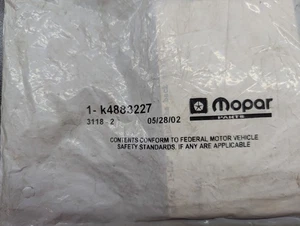 1- k4883227
3118 - 2 05/28/02
Mopar
PARTS
CONTENTS CONFORM TO FEDERAL MOTOR VEHICLE
SAFETY STANDARDS, IF ANY ARE APPLICABLE